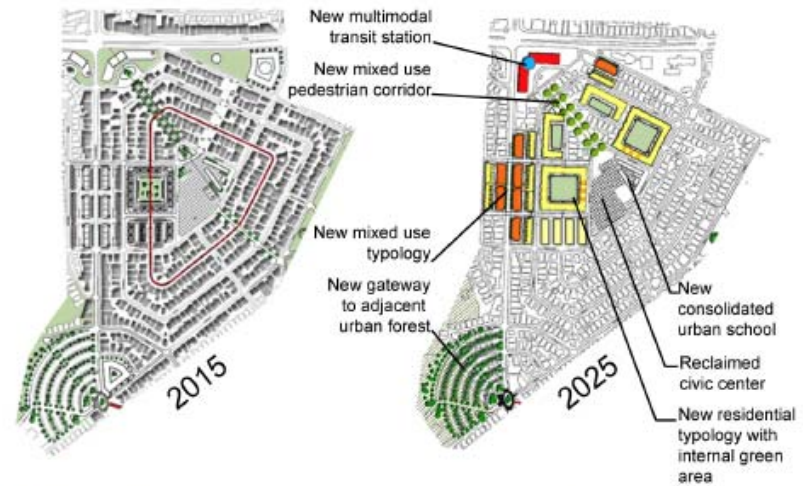 New multimodal
transit station
New mixed use
pedestrian corridor
New mixed use
typology
New gateway
to adjacent
urban forest
2015
2025
New
consolidated
urban school
Reclaimed
civic center
New residential
typology with
internal green
area